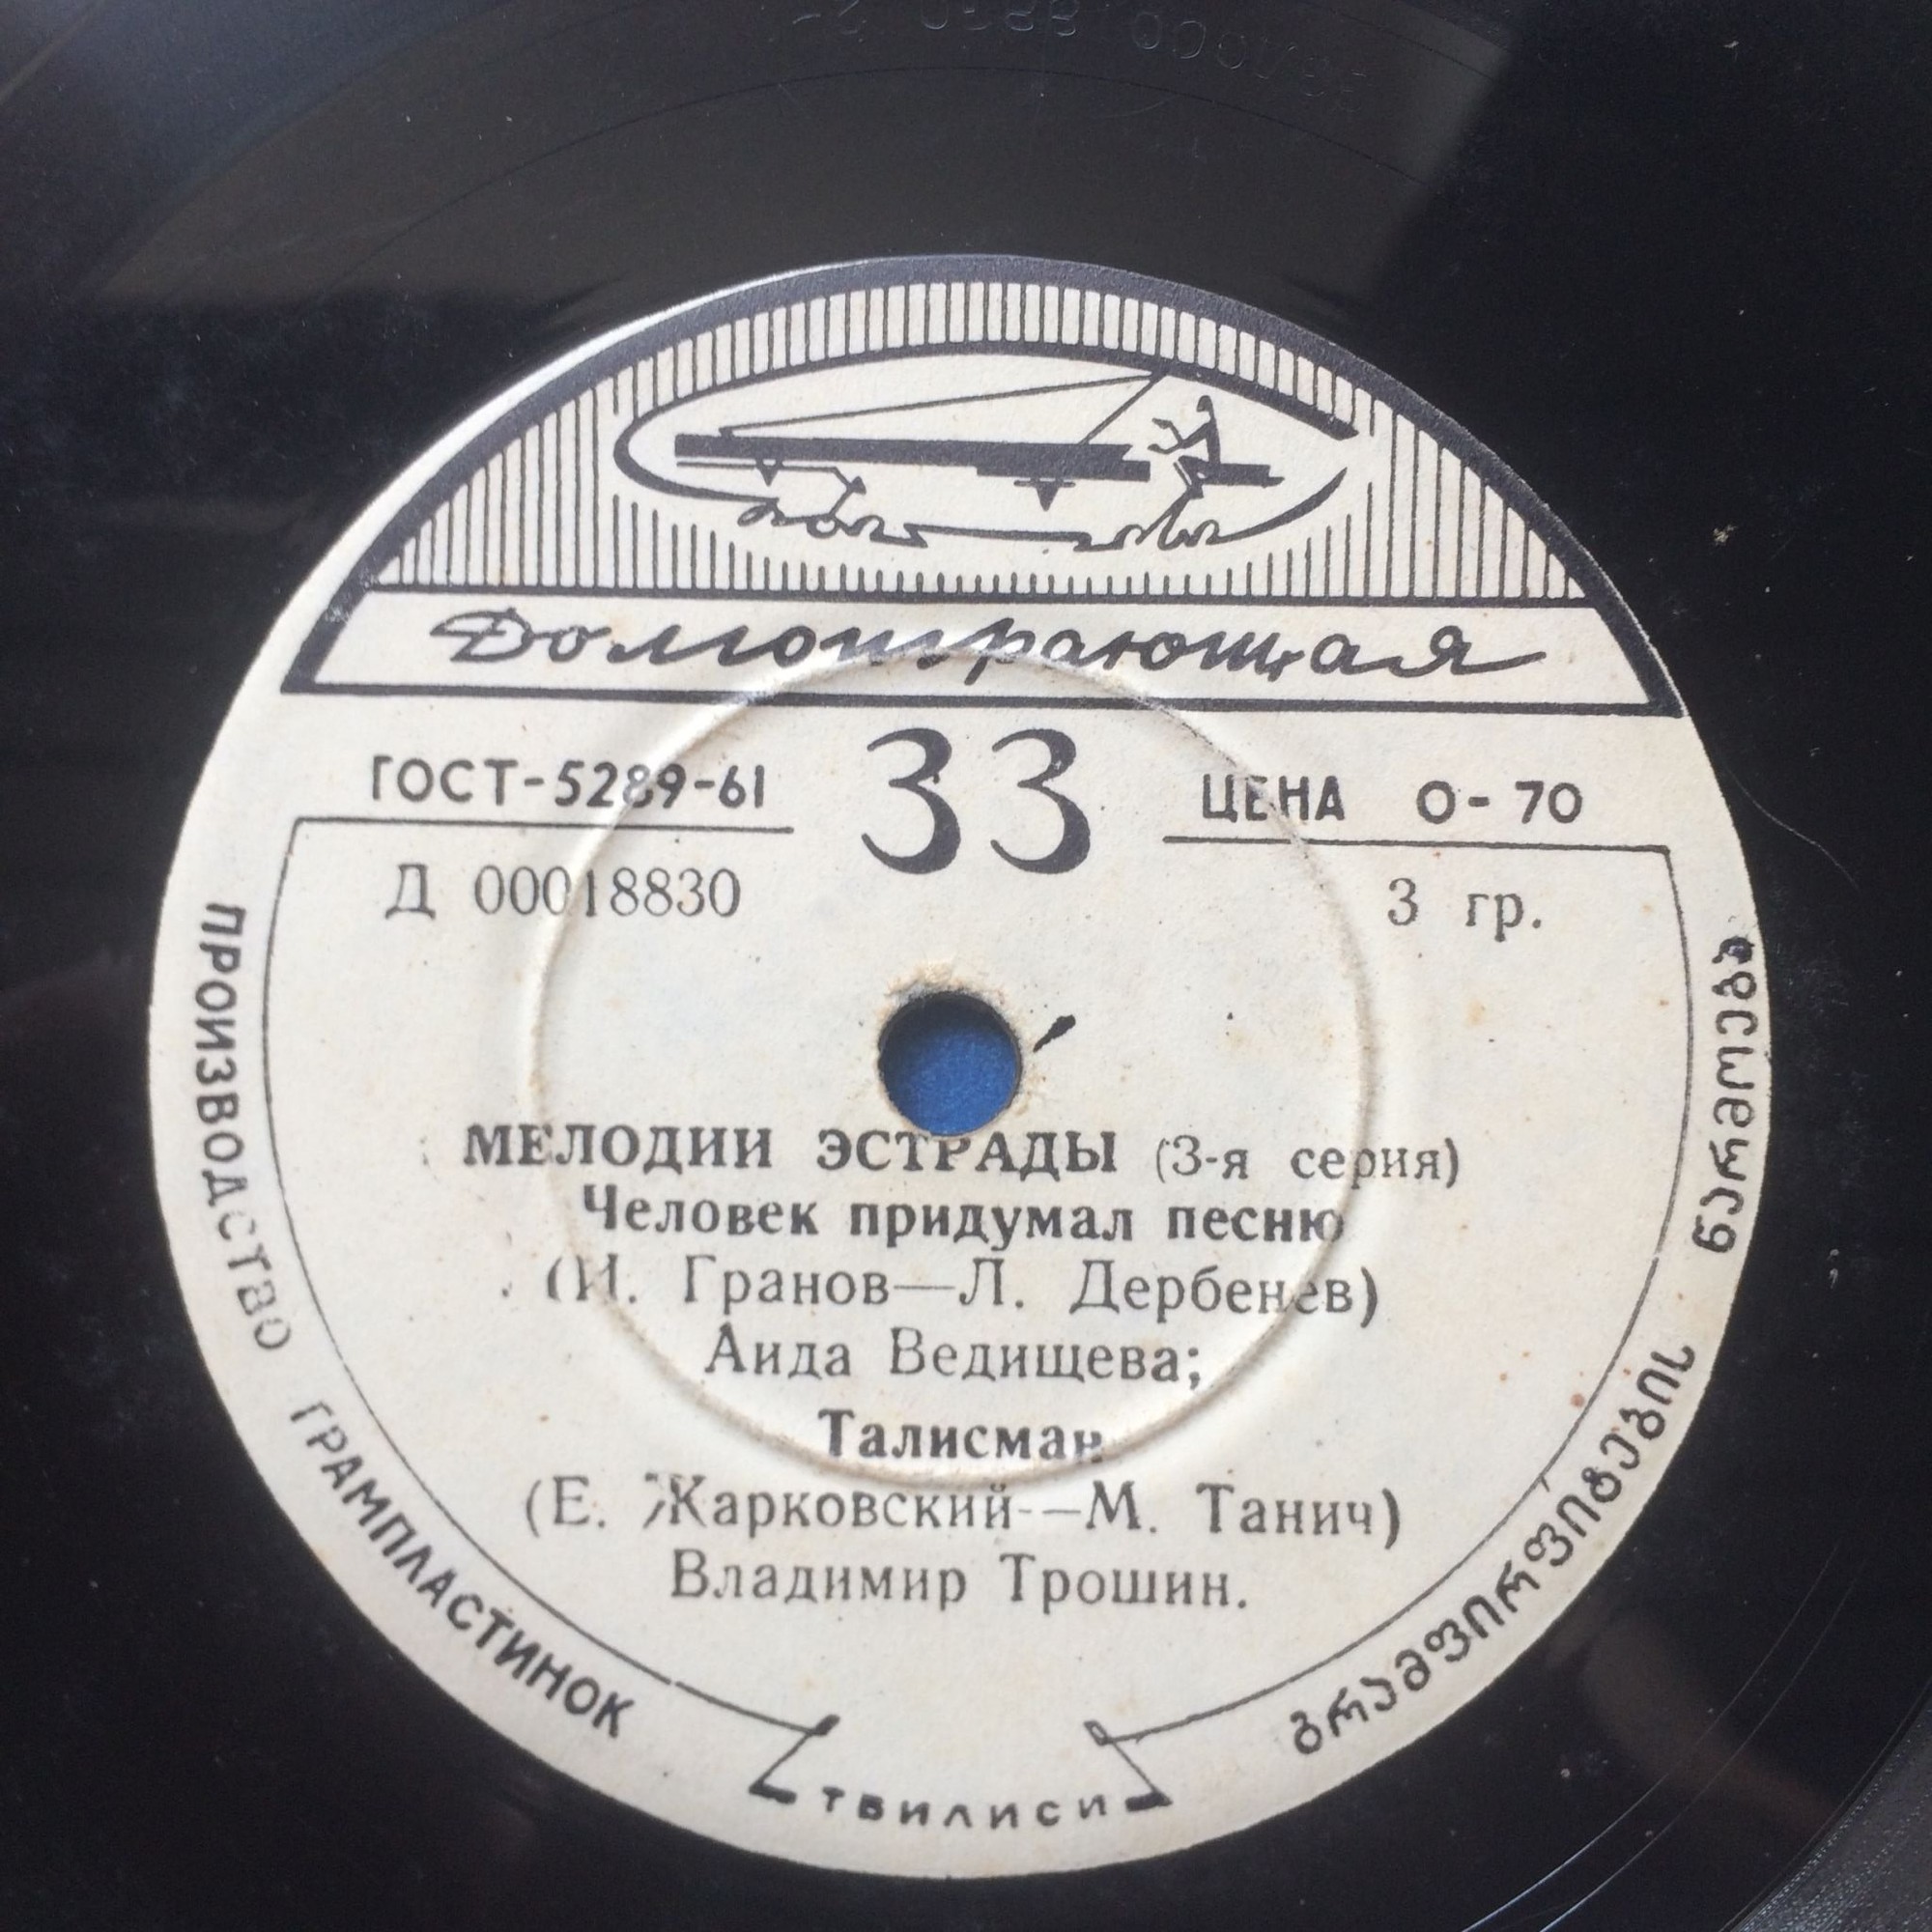 Долгоиграющая
ГОСТ-5289-61
33
ЦЕНА 0-70
Д 00018830
3 гр.
МЕЛОДИИ ЭСТРАДЫ (3-я серия)
Человек придумал песню
(И. Гранов—Л. Дербенев)
Аида Ведищева;
Талисман
(Е. Жарковский—М. Танич)
Владимир Трошин.
ПРОИЗВОДСТВО ГРАМПЛАСТИНОК
ТБИЛИСИ
გრამფირფიტების